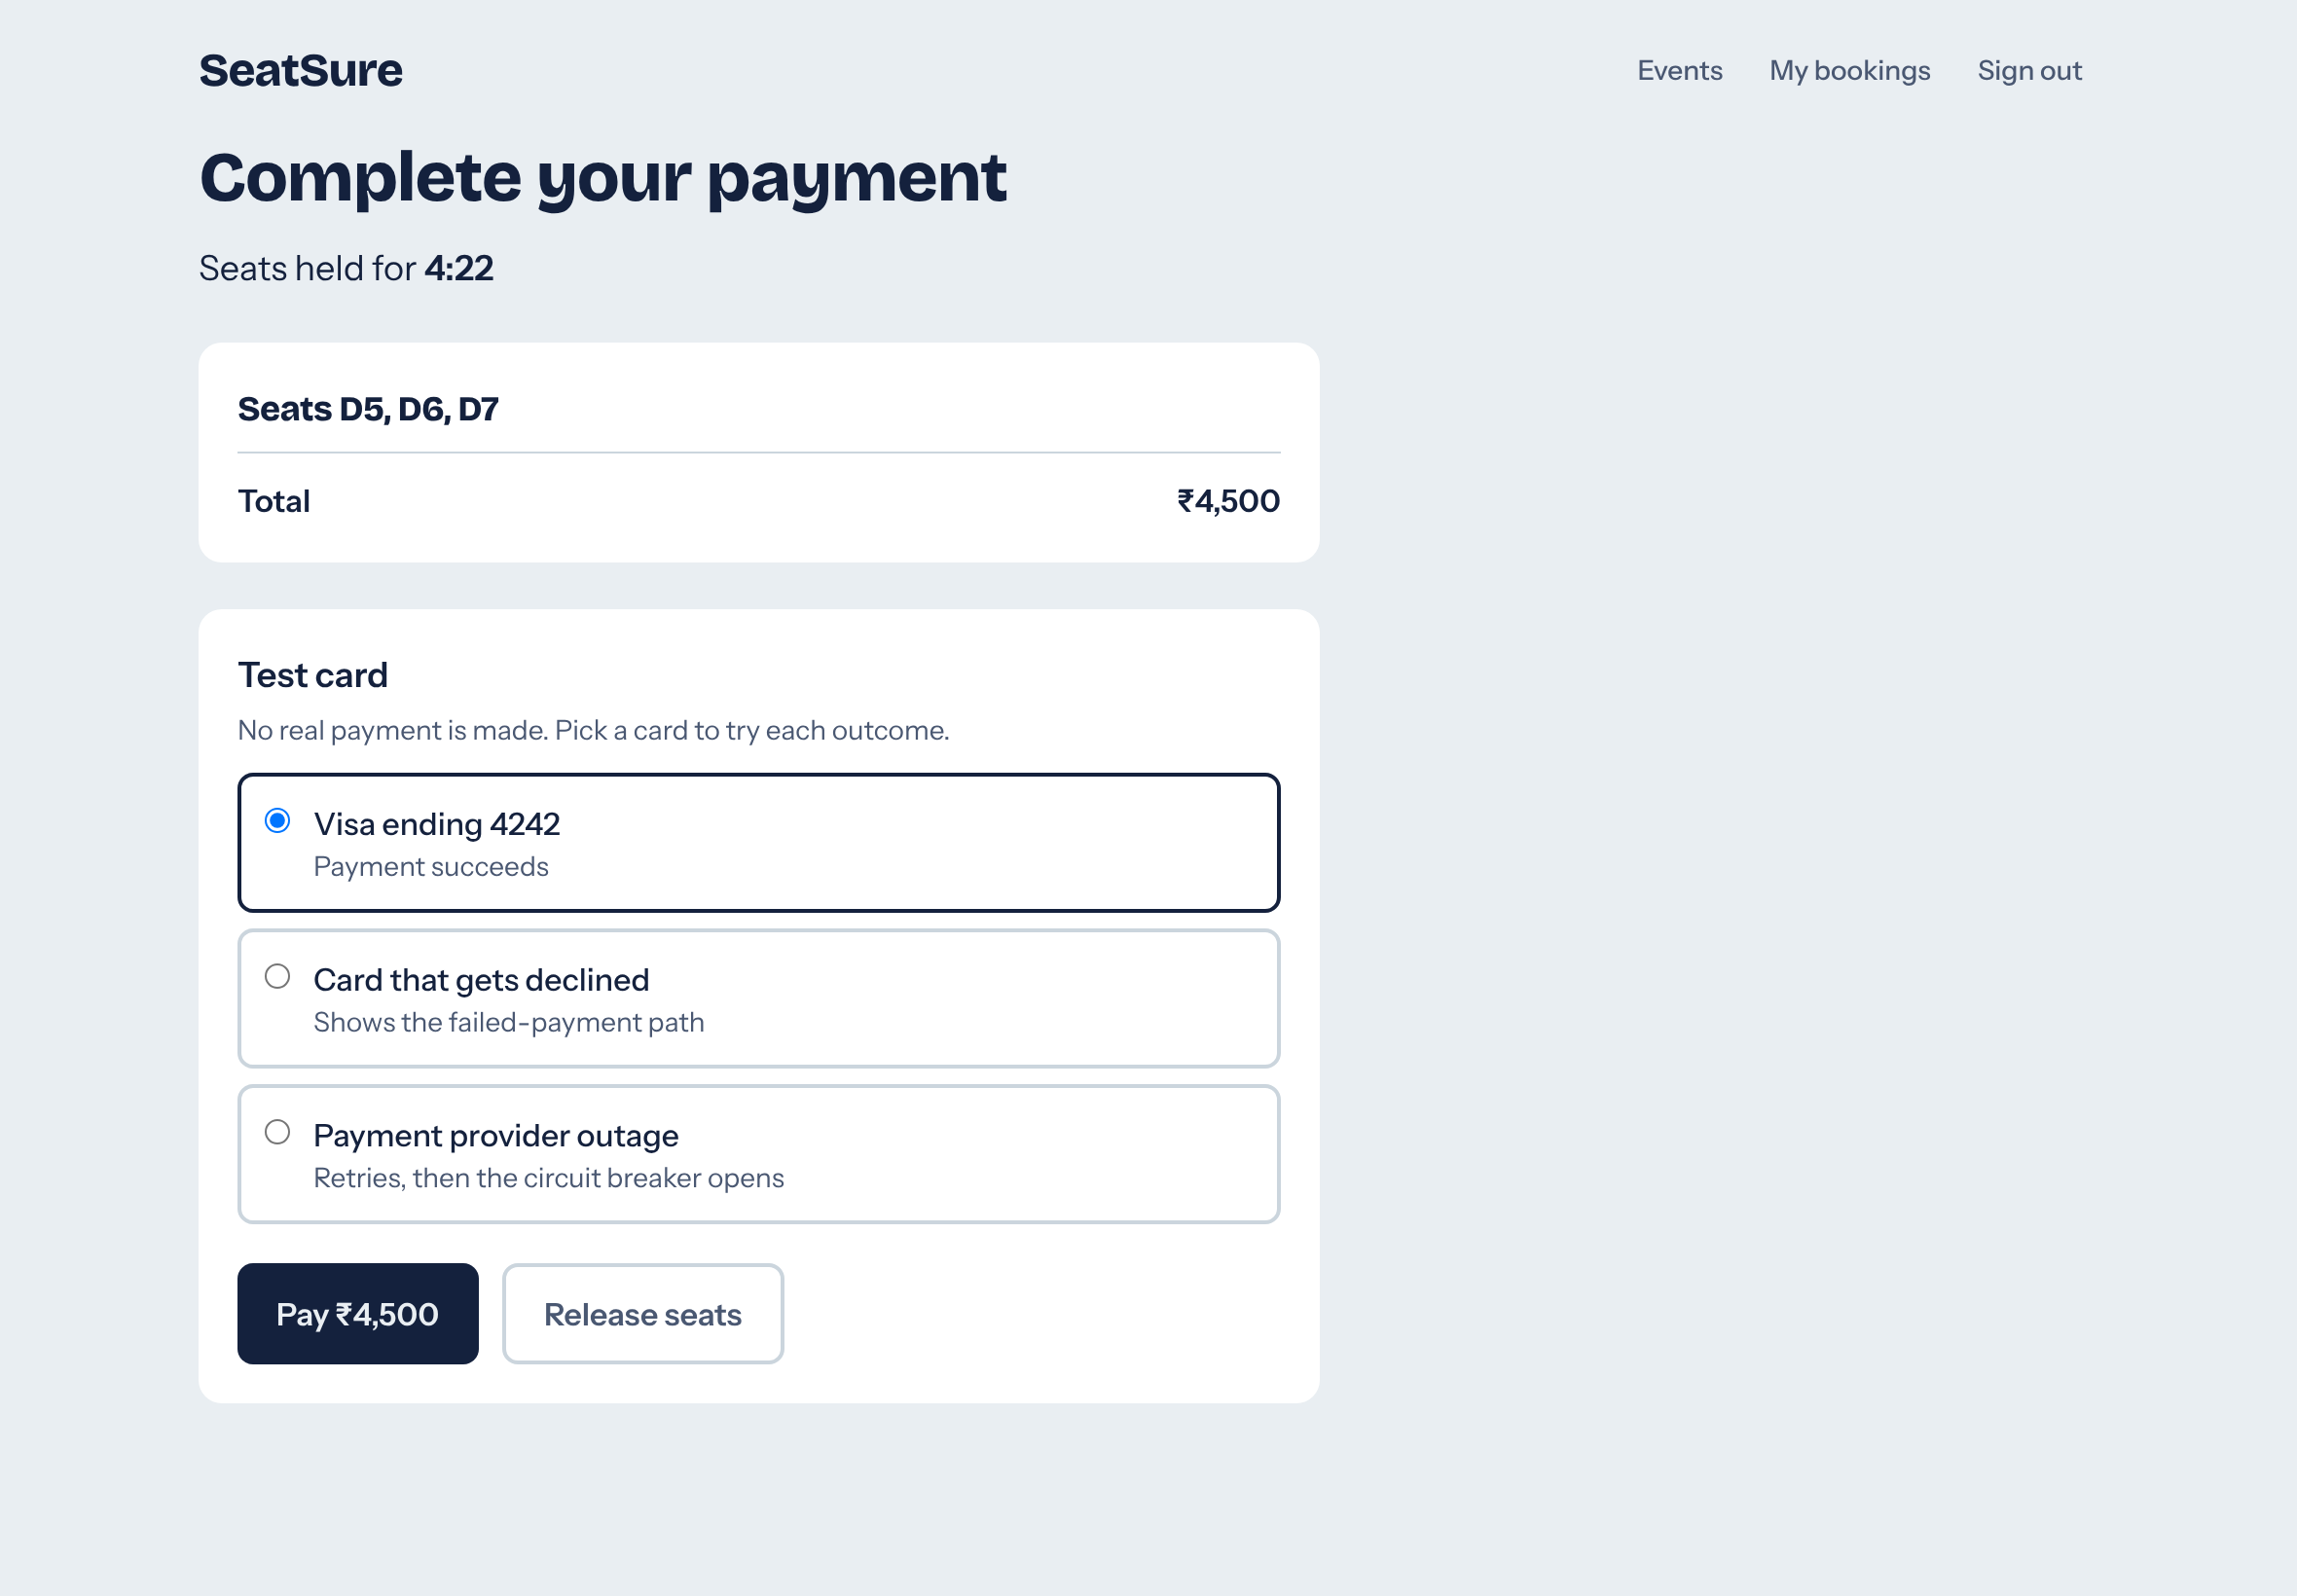 SeatSure
Events My bookings Sign out
Complete your payment
Seats held for 4:22
Seats D5, D6, D7
Total ₹4,500
Test card
No real payment is made. Pick a card to try each outcome.
Visa ending 4242
Payment succeeds
Card that gets declined
Shows the failed-payment path
Payment provider outage
Retries, then the circuit breaker opens
Pay ₹4,500 Release seats